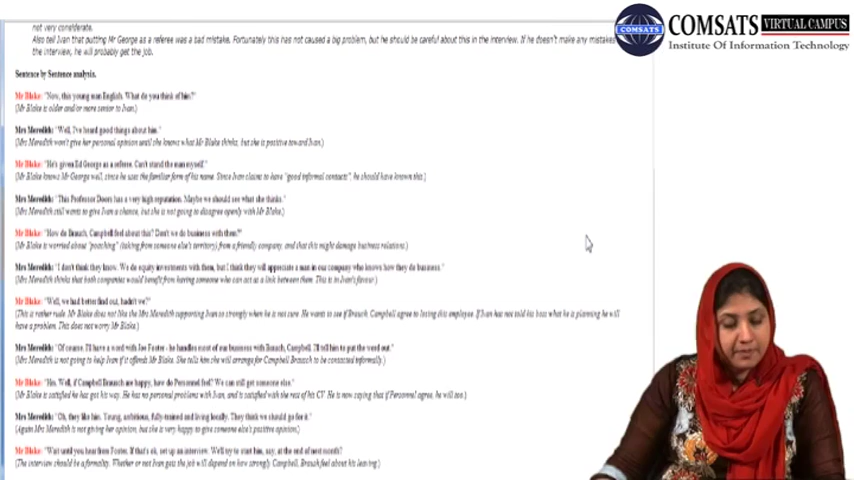 not very considerate.
Also tell Ivan that putting Mr George as a referee was a bad mistake. Fortunately this has not caused a big problem, but he should be careful about this in the interview. If he doesn't make any mistakes
the interview, he will probably get the job.
Sentence by Sentence analysis.
Mr Blake: "Now, this young man English. What do you think of him?"
(Mr Blake is older and/or more senior to Ivan.)
Mrs Meredith: "Well, I've heard good things about him."
(Mrs Meredith won't give her personal opinion until she knows what Mr Blake thinks, but she is positive toward Ivan.)
Mr Blake: "He's given Ed George as a referee. Can't stand the man myself."
(Mr Blake knows Mr George well, since he uses the familiar form of his name. Since Ivan claims to have "good informal contacts", he should have known this.)
Mrs Meredith: "This Professor Doors has a very high reputation. Maybe we should see what she thinks."
(Mrs Meredith still wants to give Ivan a chance, but she is not going to disagree openly with Mr Blake.)
Mr Blake: "How do Brauch, Campbell feel about this? Don't we do business with them?"
(Mr Blake is worried about "poaching" (taking from someone else's territory) from a friendly company, and that this might damage business relations.)
Mrs Meredith: "I don't think they know. We do equity investments with them, but I think they will appreciate a man in our company who knows how they do business."
(Mrs Meredith thinks that both companies would benefit from having someone who can act as a link between them. This is in Ivan's favour.)
Mr Blake: "Well, we had better find out, hadn't we?"
(This is rather rude. Mr Blake does not like the Mrs Meredith supporting Ivan so strongly when he is not sure. He wants to see if Brauch, Campbell agree to losing this employee. If Ivan has not told his boss what he is planning he will
have a problem. This does not worry Mr Blake.)
Mrs Meredith: "Of course. I'll have a word with Joe Foster - he handles most of our business with Brauch, Campbell. I'll tell him to put the word out."
(Mrs Meredith is not going to help Ivan if it offends Mr Blake. She tells him she will arrange for Campbell Brausch to be contacted informally.)
Mr Blake: "Hm, Well, if Campbell Brausch are happy, how do Personnel feel? We can still get someone else."
(Mr Blake is satisfied he has got his way. He has no personal problems with Ivan, and is satisfied with the rest of his CV. He is now saying that if Personnel agree, he will too.)
Mrs Meredith: "Oh, they like him. Young, ambitious, fully-trained and living locally. They think we should go for it."
(Again Mrs Meredith is not giving her opinion, but she is very happy to give someone else's positive opinion.)
Mr Blake: "Wait until you hear from Foster. If that's ok, set up an interview. We'll try to start him, say, at the end of next month?
(The interview should be a formality. Whether or not Ivan gets the job will depend on how strongly Campbell, Brauch feel about his leaving.)
COMSATS
COMSATS VIRTUAL CAMPUS
Institute Of Information Technology